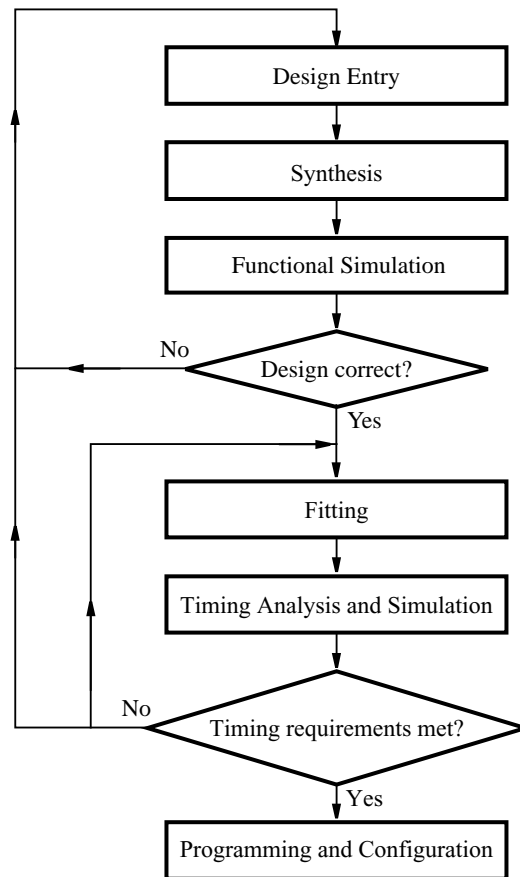 Design Entry
Synthesis
Functional Simulation
No
Design correct?
Yes
Fitting
Timing Analysis and Simulation
No
Timing requirements met?
Yes
Programming and Configuration